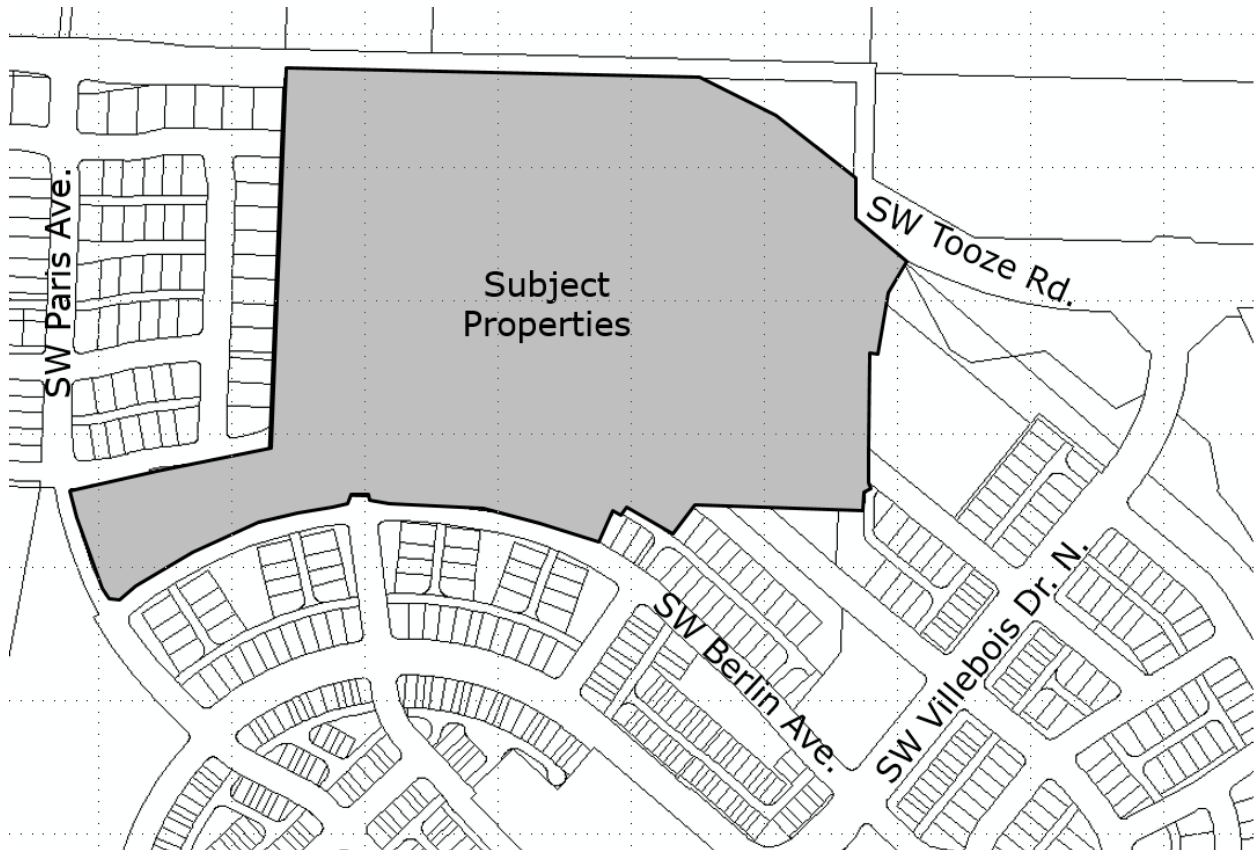 SW Paris Ave.
SW Tooze Rd.
Subject
Properties
SW Berlin Ave.
SW Villebois Dr. N.